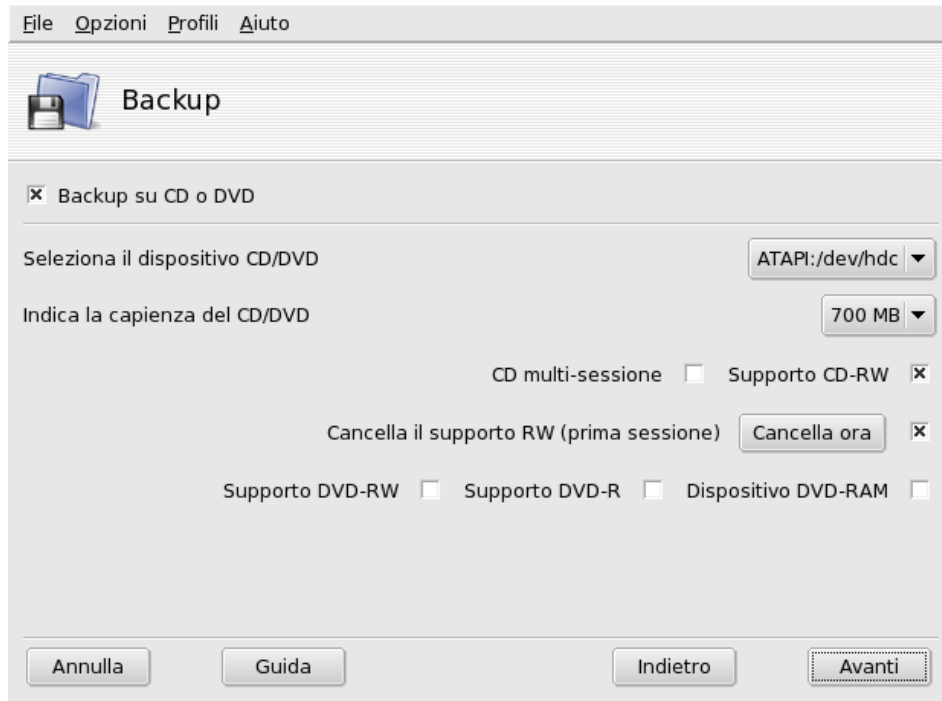 File Opzioni Profili Aiuto
Backup
Backup su CD o DVD
Seleziona il dispositivo CD/DVD ATAPI:/dev/hdc
Indica la capienza del CD/DVD 700 MB
CD multi-sessione Supporto CD-RW
Cancella il supporto RW (prima sessione) Cancella ora
Supporto DVD-RW Supporto DVD-R Dispositivo DVD-RAM
Annulla Guida Indietro Avanti